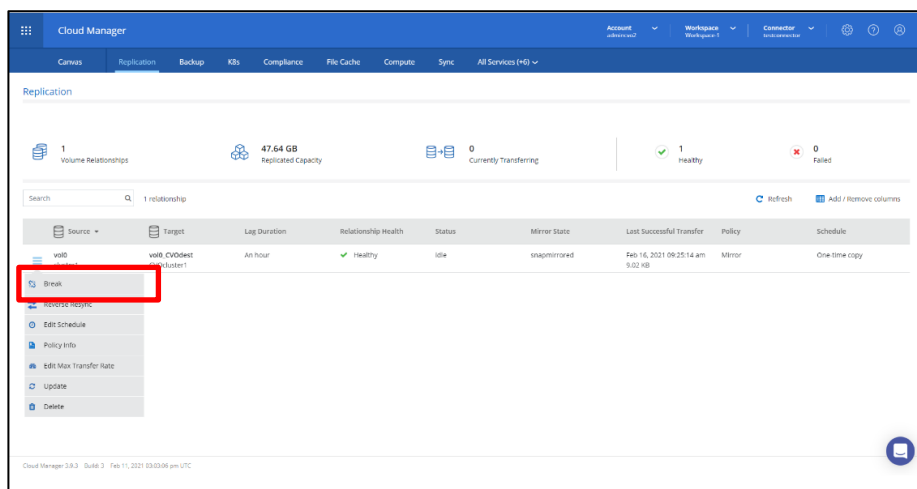 Cloud Manager
Account
Workspace
Workspace-1
Connector
testconnector
Canvas
Replication
Backup
K8s
Compliance
File Cache
Compute
Sync
All Services (+6)
Replication
1
Volume Relationships
47.64 GB
Replicated Capacity
0
Currently Transferring
1
Healthy
0
Failed
Search
1 relationship
Refresh
Add / Remove columns
Source
Target
Lag Duration
Relationship Health
Status
Mirror State
Last Successful Transfer
Policy
Schedule
vol0
cluster1
vol0_CVOdest
CVOcluster1
An hour
Healthy
Idle
snapmirrored
Feb 16, 2021 09:25:14 am
9.02 KB
Mirror
One-time copy
Break
Reverse Resync
Edit Schedule
Policy Info
Edit Max Transfer Rate
Update
Delete
Cloud Manager 3.9.3 Build: 3 Feb 11, 2021 03:03:09 pm UTC